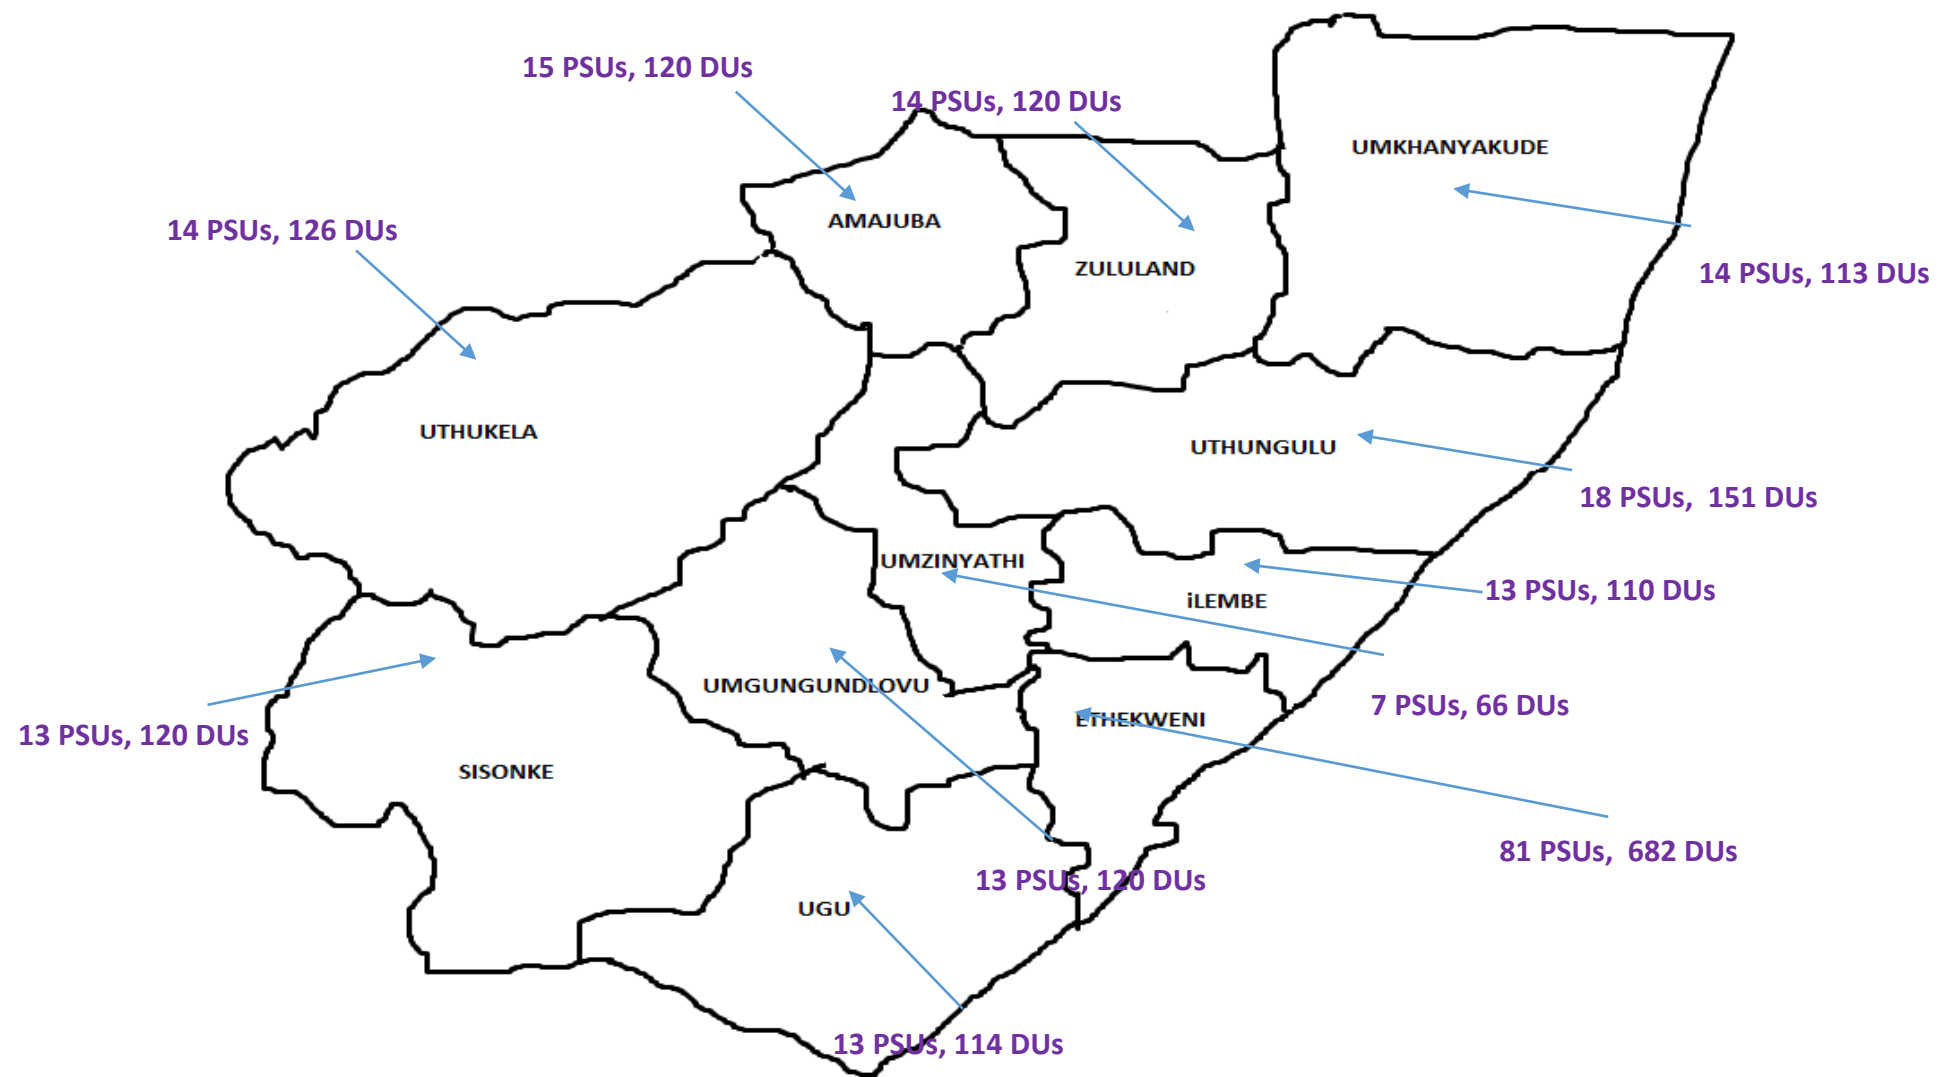 15 PSUs, 120 DUs
14 PSUs, 120 DUs
UMKHANYAKUDE
AMAJUBA
14 PSUs, 126 DUs
ZULULAND
14 PSUs, 113 DUs
UTHUKELA
UTHUNGULU
18 PSUs, 151 DUs
UMZINYATHI
13 PSUs, 110 DUs
iLEMBE
UMGUNGUNDLOVU
7 PSUs, 66 DUs
ETHEKWENI
13 PSUs, 120 DUs
SISONKE
81 PSUs, 682 DUs
13 PSUs, 120 DUs
UGU
13 PSUs, 114 DUs